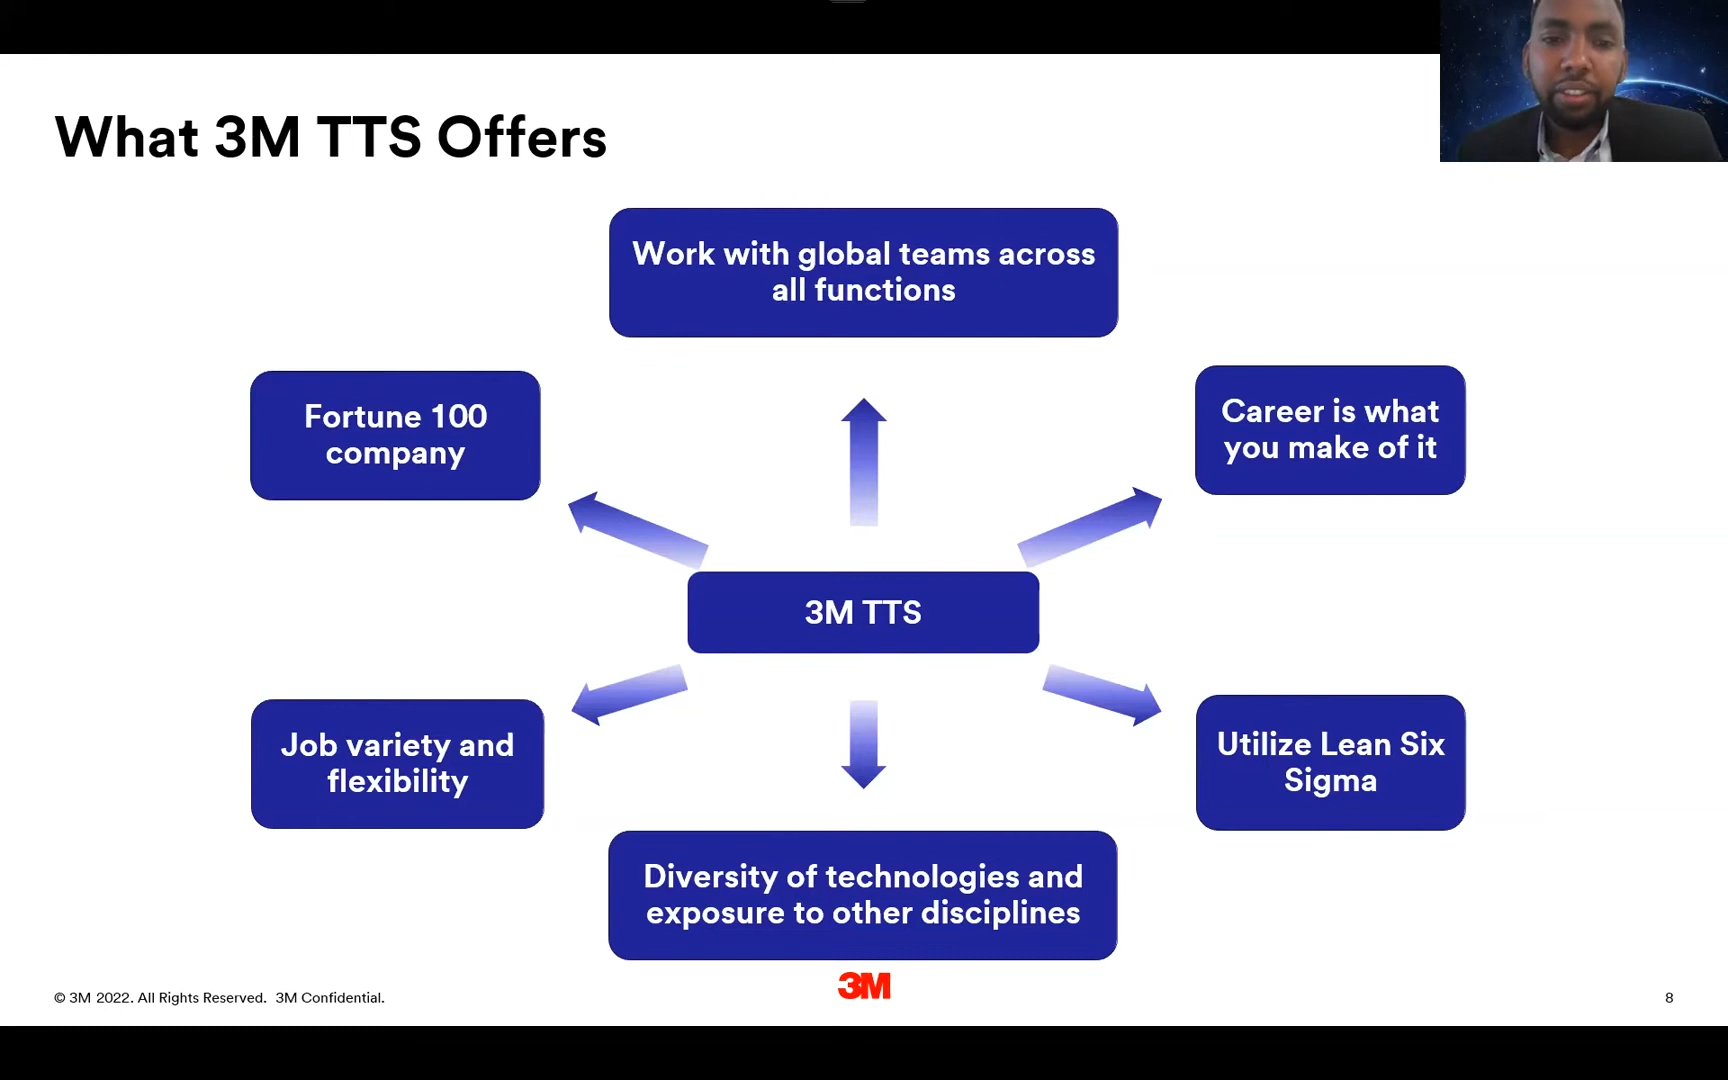 What 3M TTS Offers
Work with global teams across
all functions
Fortune 100
company
Career is what
you make of it
3M TTS
Job variety and
flexibility
Utilize Lean Six
Sigma
Diversity of technologies and
exposure to other disciplines
3M
© 3M 2022. All Rights Reserved. 3M Confidential.
8